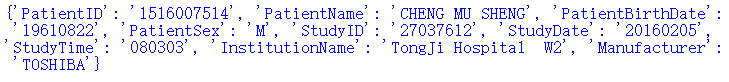 {'PatientID': '1516007514', 'PatientName': 'CHENG MU SHENG', 'PatientBirthDate':
'19610822', 'PatientSex': 'M', 'StudyID': '27037612', 'StudyDate': '20160205',
'StudyTime': '080303', 'InstitutionName': 'TongJi Hospital  W2', 'Manufacturer':
'TOSHIBA'}